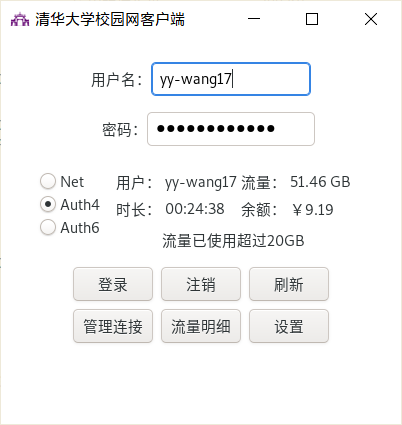 清华大学校园网客户端
用户名： yy-wang17
密码： ●●●●●●●●●●●●
Net 用户： yy-wang17 流量： 51.46 GB
Auth4 时长： 00:24:38 余额： ￥9.19
Auth6
流量已使用超过20GB
登录 注销 刷新
管理连接 流量明细 设置